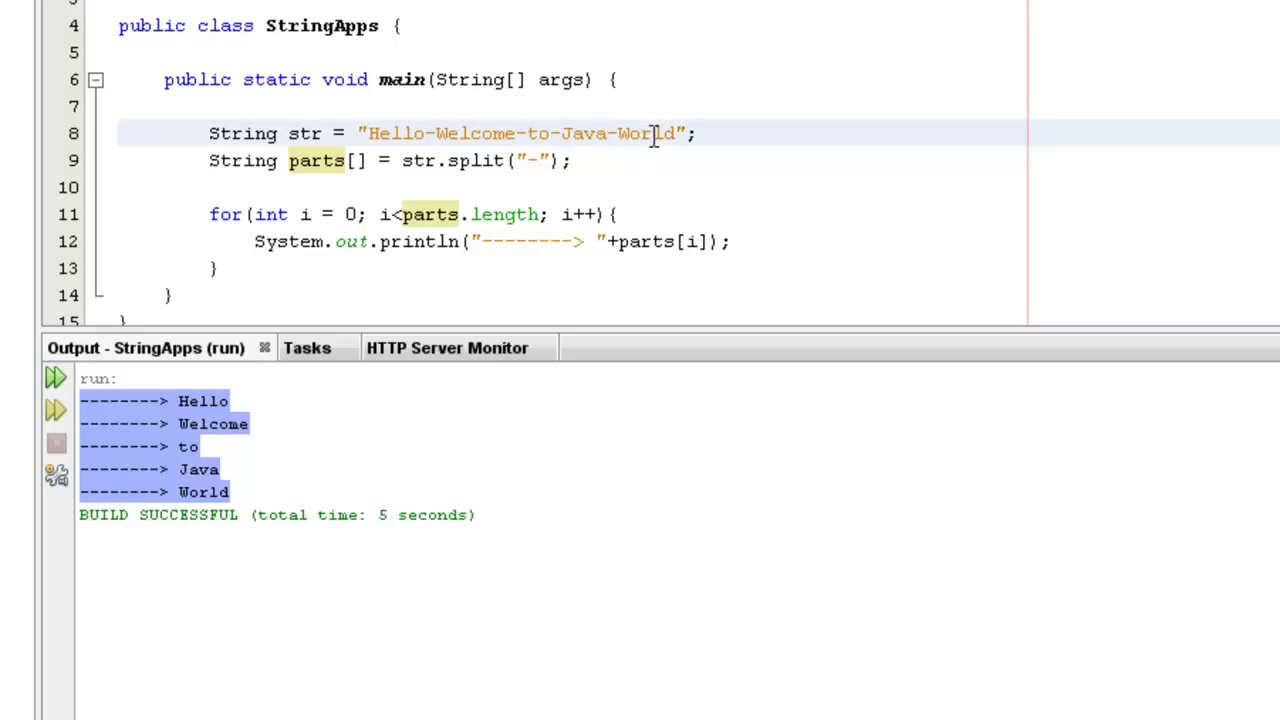 4 public class StringApps {
5
6 public static void main(String[] args) {
7
8 String str = "Hello-Welcome-to-Java-World";
9 String parts[] = str.split("-");
10
11 for(int i = 0; i<parts.length; i++){
12 System.out.println("--------> "+parts[i]);
13 }
14 }
15 }
Output - StringApps (run) Tasks HTTP Server Monitor
run:
--------> Hello
--------> Welcome
--------> to
--------> Java
--------> World
BUILD SUCCESSFUL (total time: 5 seconds)